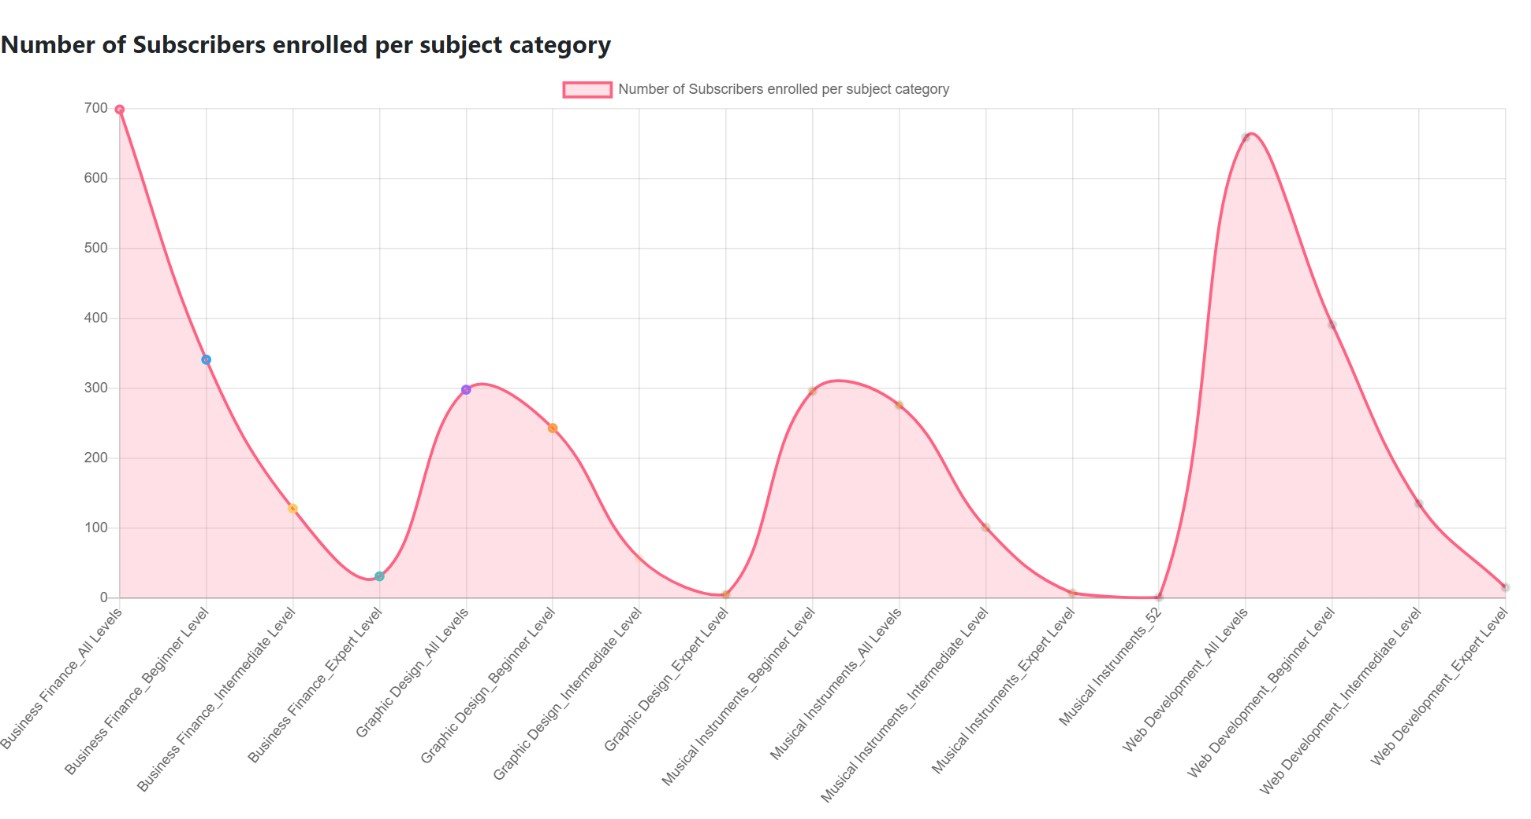 Number of Subscribers enrolled per subject category
Number of Subscribers enrolled per subject category
700
600
500
400
300
200
100
0
Business Finance_All Levels
Business Finance_Beginner Level
Business Finance_Intermediate Level
Business Finance_Expert Level
Graphic Design_All Levels
Graphic Design_Beginner Level
Graphic Design_Intermediate Level
Graphic Design_Expert Level
Musical Instruments_Beginner Level
Musical Instruments_All Levels
Musical Instruments_Intermediate Level
Musical Instruments_Expert Level
Musical Instruments_52
Web Development_All Levels
Web Development_Beginner Level
Web Development_Intermediate Level
Web Development_Expert Level